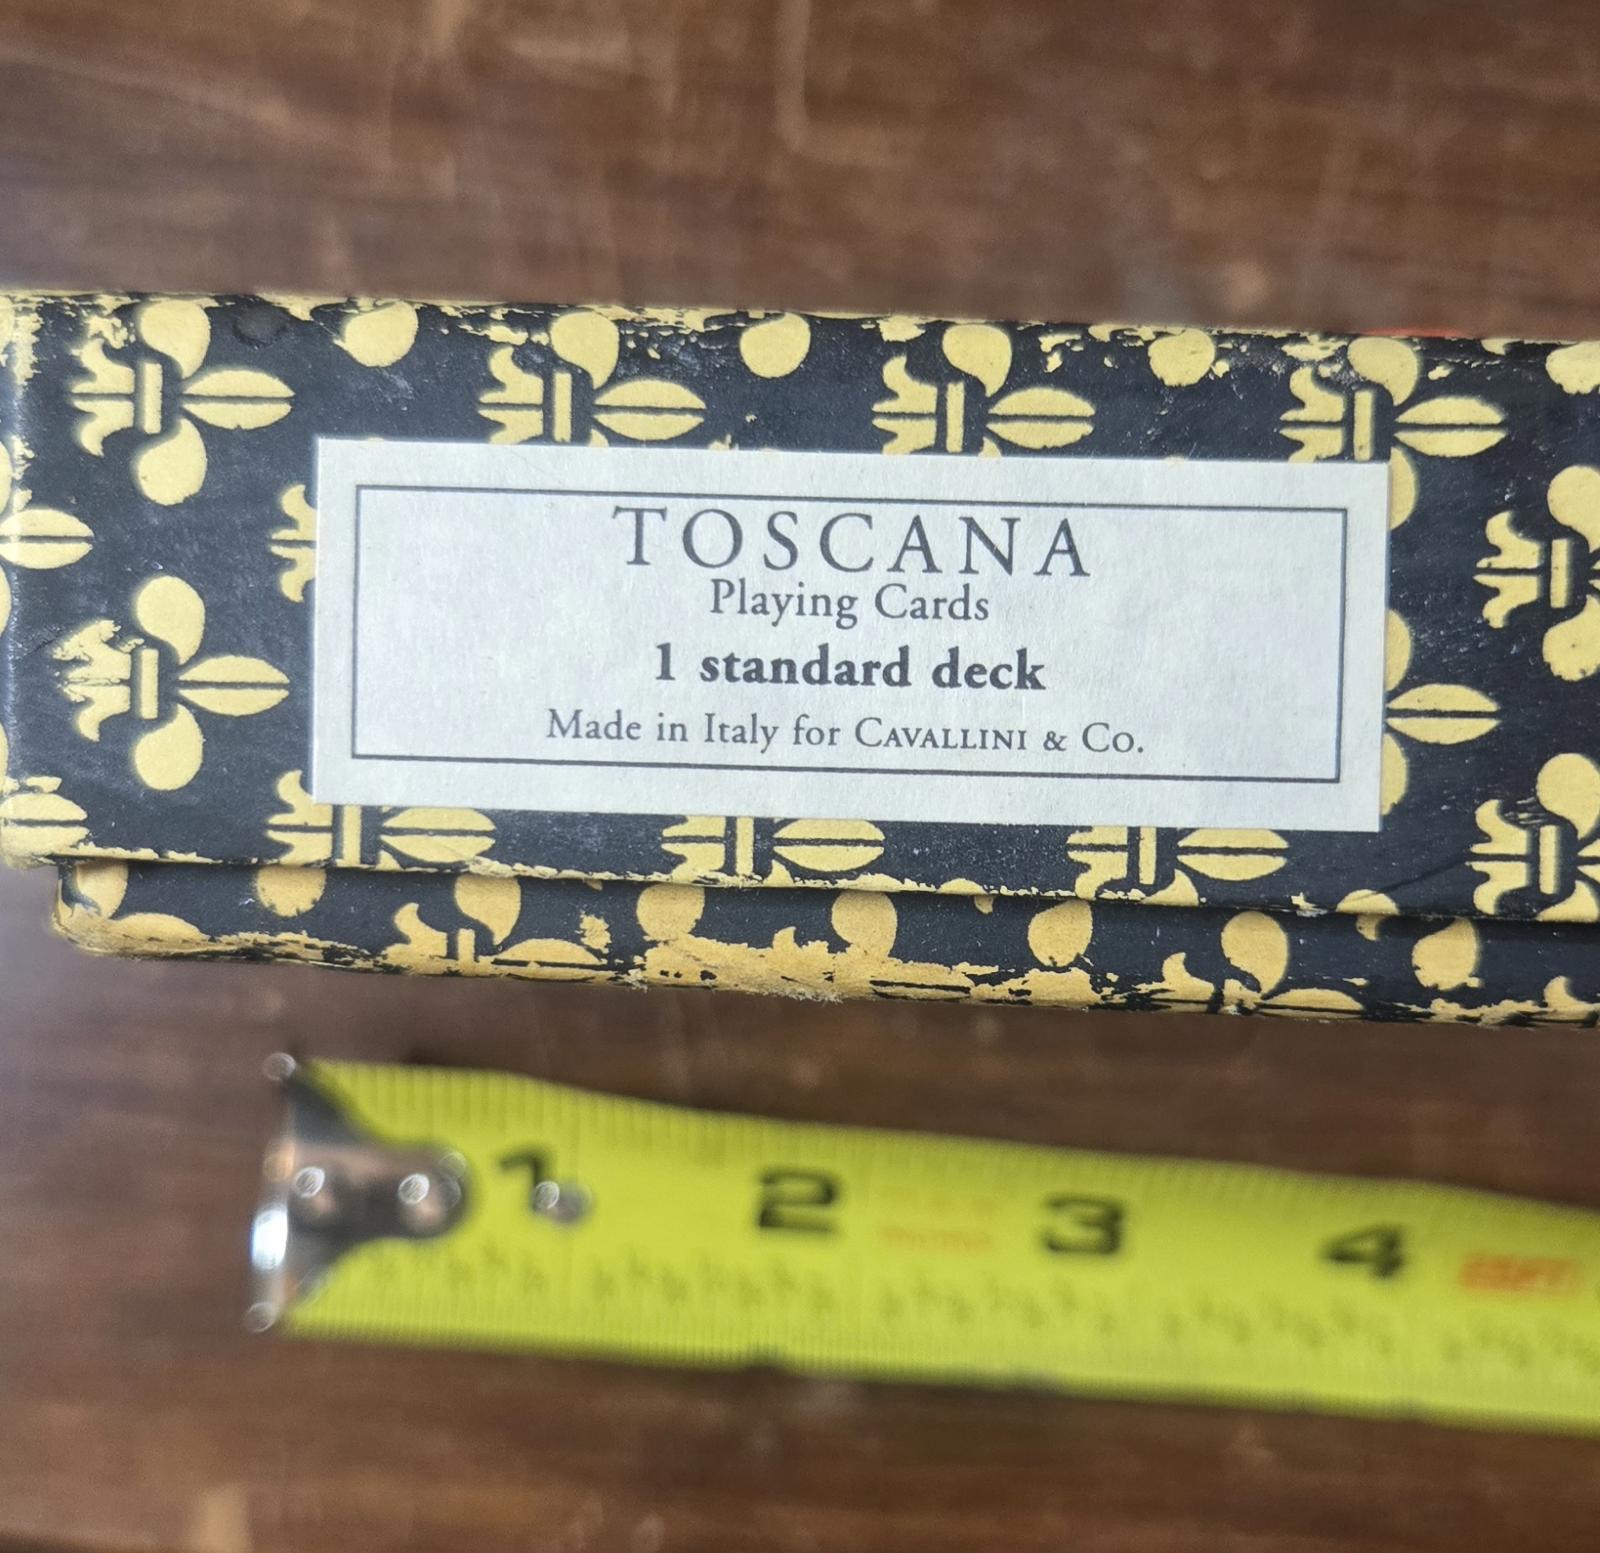 TOSCANA
Playing Cards
1 standard deck
Made in Italy for CAVALLINI & Co.
1 2 3 4